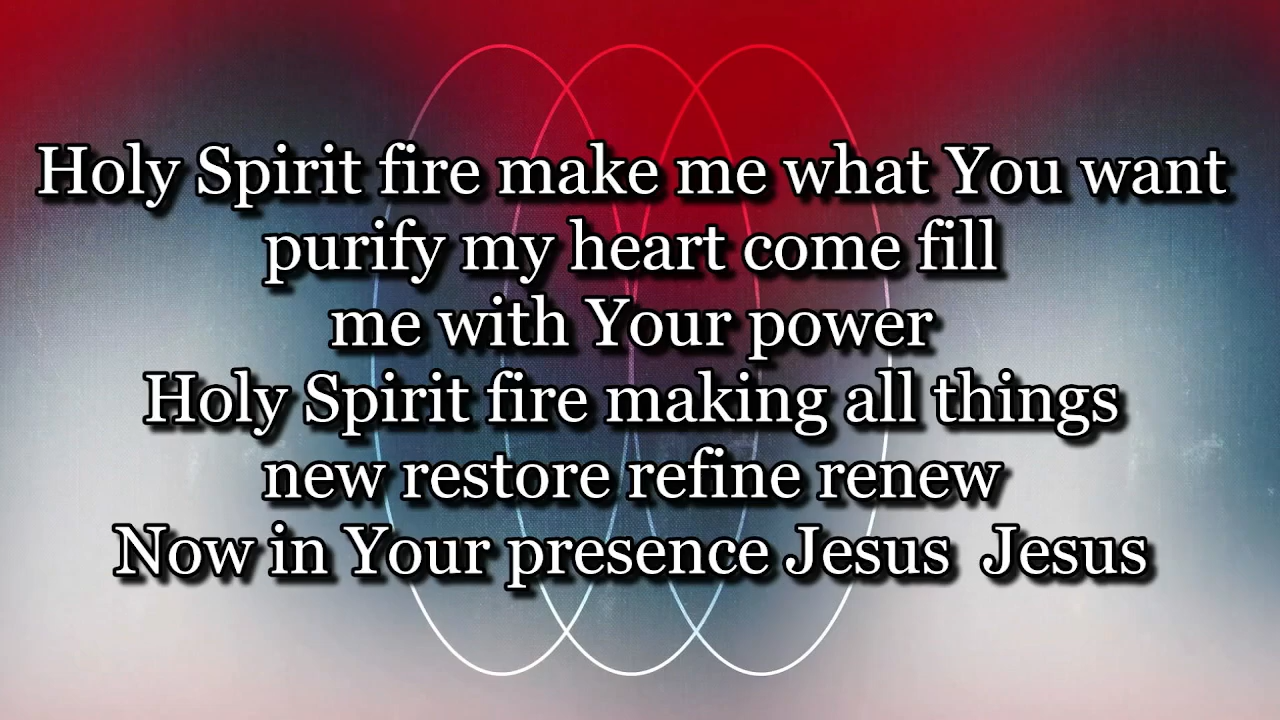 Holy Spirit fire make me what You want
purify my heart come fill
me with Your power
Holy Spirit fire making all things
new restore refine renew
Now in Your presence Jesus  Jesus